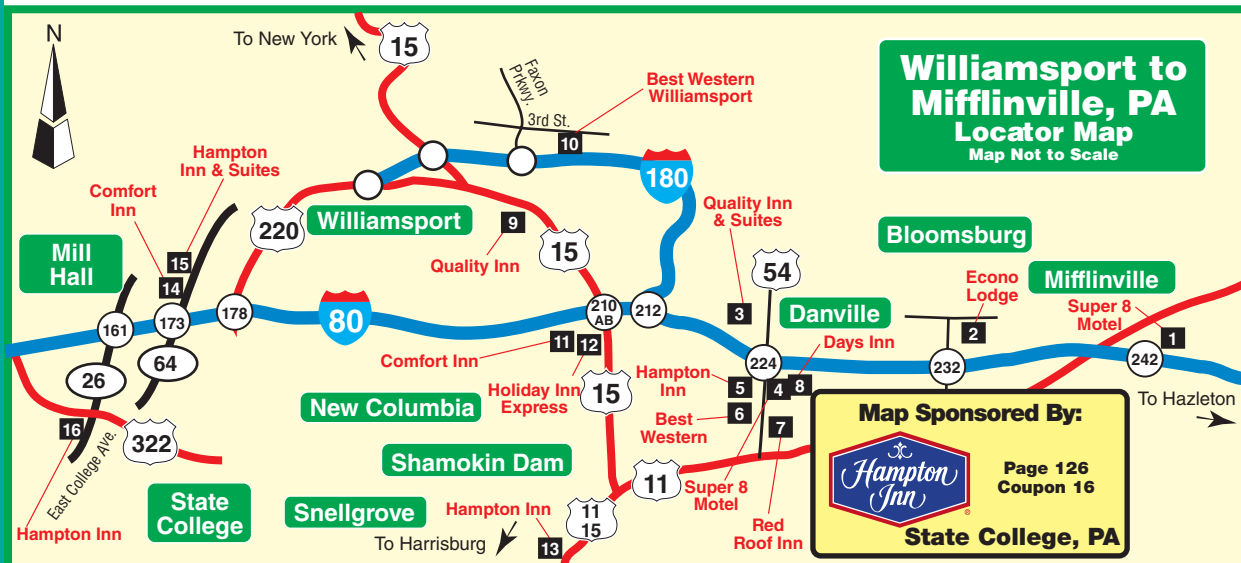 N
To New York
15
Faxon
Prkwy.
3rd St.
Best Western
Williamsport
10
Williamsport to
Mifflinville, PA
Locator Map
Map Not to Scale
Hampton
Inn & Suites
Comfort
Inn
15
14
Mill
Hall
220
Williamsport
180
9
Quality Inn
15
Quality Inn
& Suites
3
54
Bloomsburg
Danville
Econo
Lodge
2
Mifflinville
Super 8
Motel
1
161
173
178
80
210
AB
212
224
232
242
To Hazleton
26
64
Comfort Inn
11
12
Holiday Inn
Express
15
Hampton
Inn
5
4
8
Days Inn
Best
Western
6
7
New Columbia
16
Hampton Inn
East College Ave.
322
State
College
Shamokin Dam
Snellgrove
Hampton Inn
13
To Harrisburg
11
15
11
Super 8
Motel
Red
Roof Inn
Map Sponsored By:
Hampton
Inn
®
Page 126
Coupon 16
State College, PA